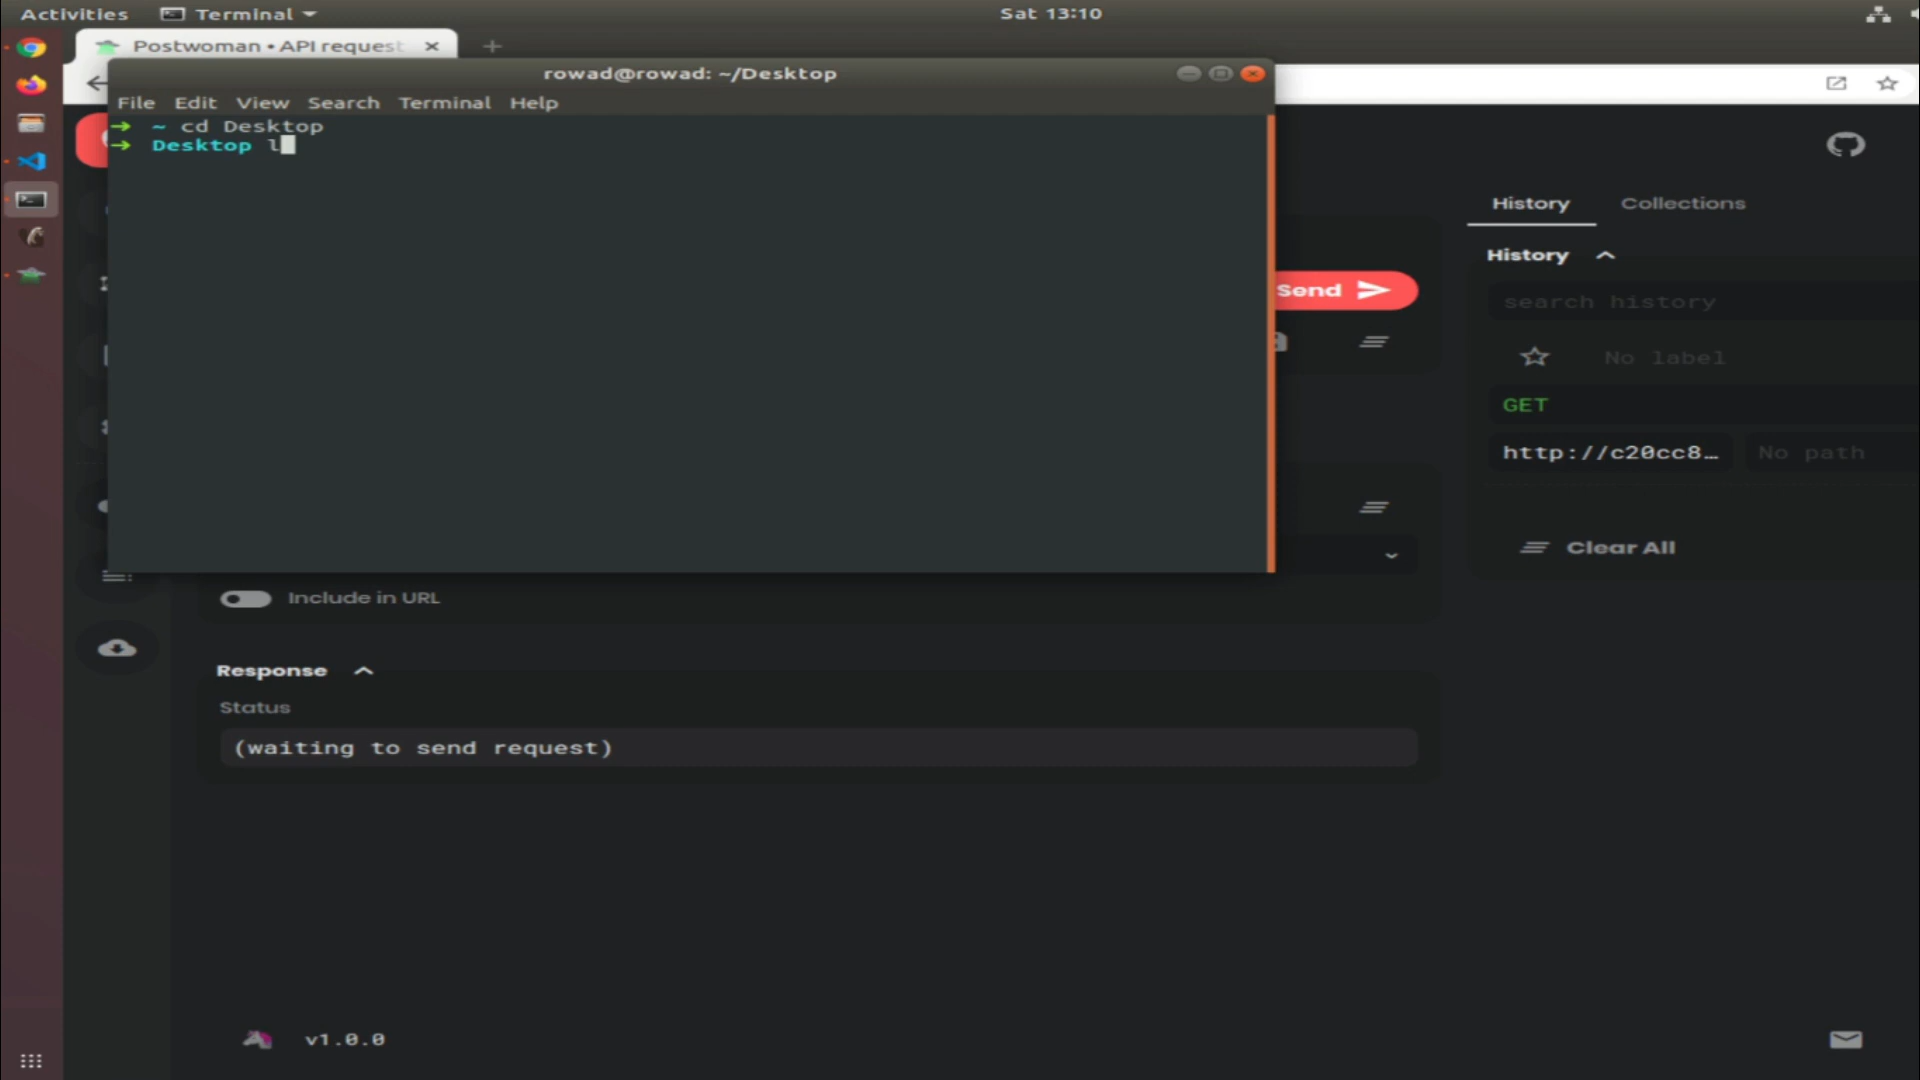 Activities Terminal Sat 13:10
Postwoman • API request
rowad@rowad: ~/Desktop
File Edit View Search Terminal Help
→ ~ cd Desktop
→ Desktop l
History Collections
History
Send
search history
No label
GET
http://c20cc8… No path
Clear All
Include in URL
Response
Status
(waiting to send request)
v1.0.0